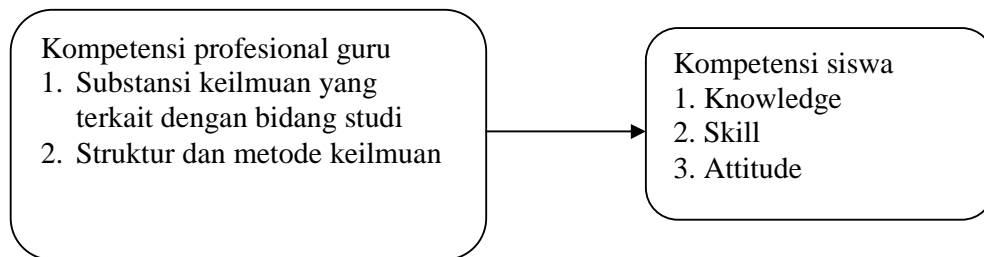 Kompetensi profesional guru
1. Substansi keilmuan yang
terkait dengan bidang studi
2. Struktur dan metode keilmuan
Kompetensi siswa
1. Knowledge
2. Skill
3. Attitude